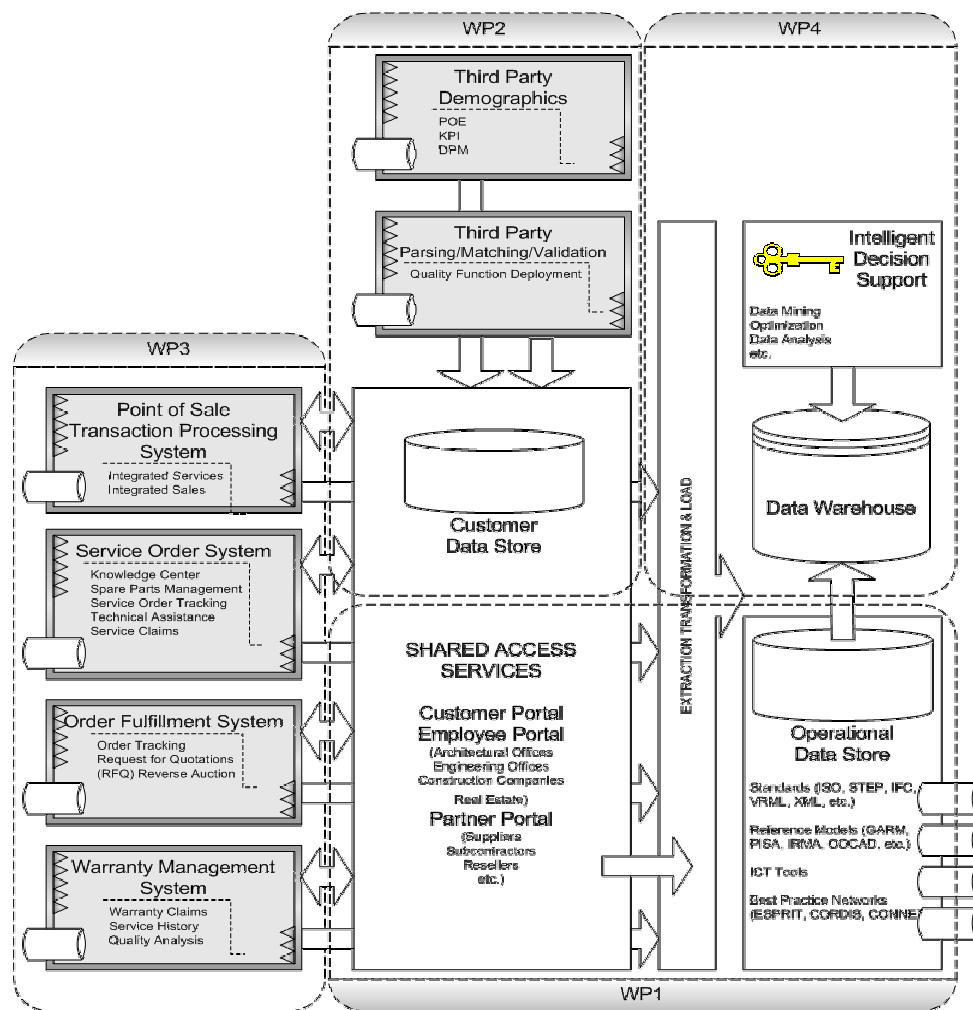 WP2
WP4
Third Party
Demographics
POE
KPI
DPM
Third Party
Parsing/Matching/Validation
Quality Function Deployment
Intelligent
Decision
Support
Data Mining
Optimization
Data Analysis
etc.
WP3
Point of Sale
Transaction Processing
System
Integrated Services
Integrated Sales
Customer
Data Store
Data Warehouse
EXTRACTION TRANSFORMATION & LOAD
Service Order System
Knowledge Center
Spare Parts Management
Service Order Tracking
Technical Assistance
Service Claims
SHARED ACCESS
SERVICES
Customer Portal
Employee Portal
(Architectural Offices
Engineering Offices
Construction Companies
Real Estate)
Partner Portal
(Suppliers
Subcontractors
Resellers
etc.)
Order Fulfillment System
Order Tracking
Request for Quotations
(RFQ) Reverse Auction
Warranty Management
System
Warranty Claims
Service History
Quality Analysis
Operational
Data Store
Standards (ISO, STEP, IFC,
VRML, XML, etc.)
Reference Models (GARM,
PISA, IRMA, OOCAD, etc.)
ICT Tools
Best Practice Networks
(ESPRIT, CORDIS, CONNE
WP1